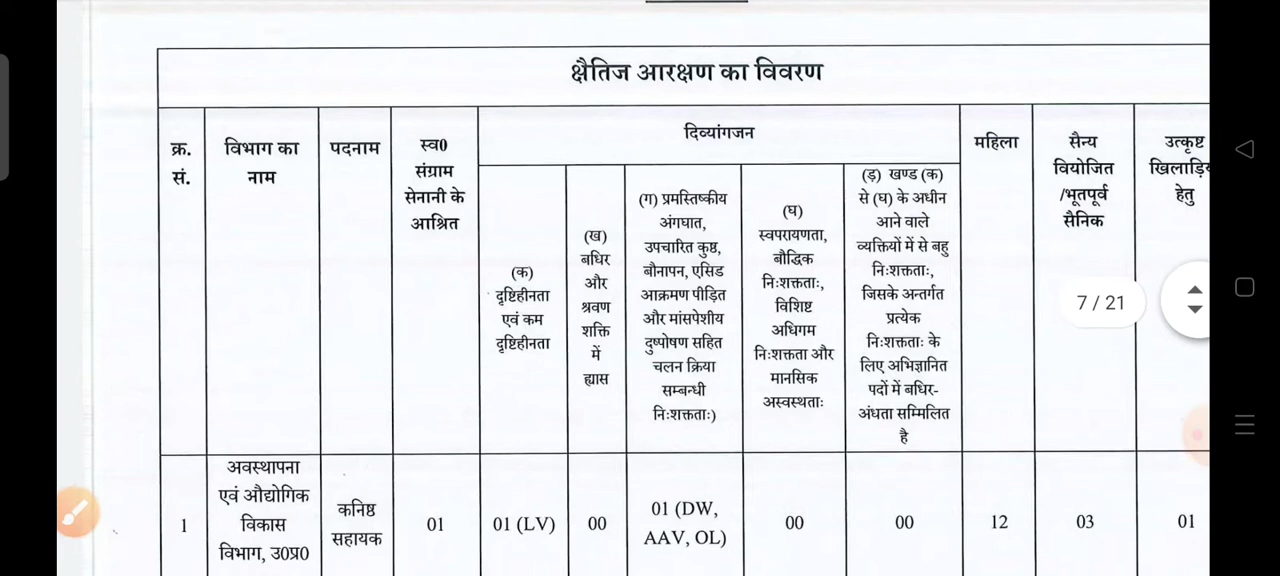 क्षैतिज आरक्षण का विवरण
क्र.
सं.
विभाग का
नाम
पदनाम
स्व0
संग्राम
सेनानी के
आश्रित
दिव्यांगजन
(क)
दृष्टिहीनता
एवं कम
दृष्टिहीनता
(ख)
बधिर
और
श्रवण
शक्ति
में
ह्रास
(ग) प्रमस्तिष्कीय
अंगघात,
उपचारित कुष्ठ,
बौनापन, एसिड
आक्रमण पीड़ित
और मांसपेशीय
दुष्पोषण सहित
चलन क्रिया
सम्बन्धी
निःशक्तताः)
(घ)
स्वपरायणता,
बौद्धिक
निःशक्तताः,
विशिष्ट
अधिगम
निःशक्तता और
मानसिक
अस्वस्थताः
(ड़) खण्ड (क)
से (घ) के अधीन
आने वाले
व्यक्तियों में से बहु
निःशक्तताः,
जिसके अन्तर्गत
प्रत्येक
निःशक्तताः के
लिए अभिज्ञानित
पदों में बधिर-
अंधता सम्मिलित
है
महिला
सैन्य
वियोजित
/भूतपूर्व
सैनिक
उत्कृष्ट
खिलाड़ि
हेतु
7 / 21
1
अवस्थापना
एवं औद्योगिक
विकास
विभाग, उ0प्र0
कनिष्ठ
सहायक
01
01 (LV)
00
01 (DW,
AAV, OL)
00
00
12
03
01